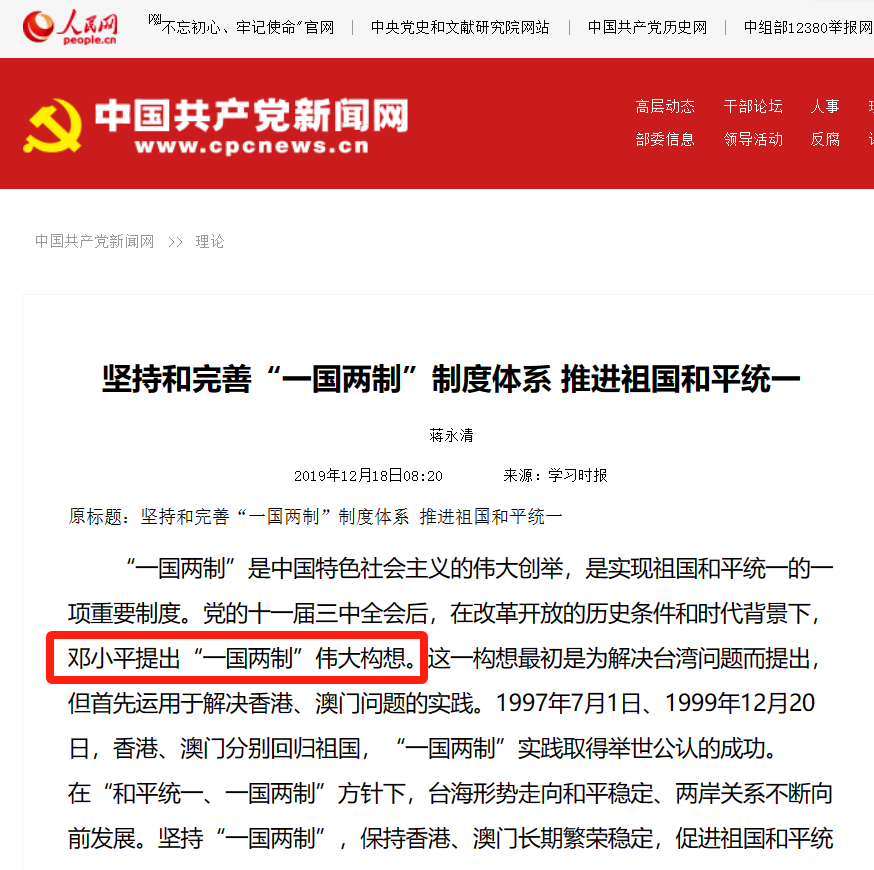 人民网
people.cn
网"不忘初心、牢记使命"官网 | 中央党史和文献研究院网站 | 中国共产党历史网 | 中组部12380举报网
中国共产党新闻网
www.cpcnews.cn
高层动态 干部论坛 人事
部委信息 领导活动 反腐
中国共产党新闻网 >> 理论
坚持和完善“一国两制”制度体系 推进祖国和平统一
蒋永清
2019年12月18日08:20 来源:学习时报
原标题:坚持和完善“一国两制”制度体系 推进祖国和平统一
“一国两制”是中国特色社会主义的伟大创举,是实现祖国和平统一的一
项重要制度。党的十一届三中全会后,在改革开放的历史条件和时代背景下,
邓小平提出“一国两制”伟大构想。这一构想最初是为解决台湾问题而提出,
但首先运用于解决香港、澳门问题的实践。1997年7月1日、1999年12月20
日,香港、澳门分别回归祖国,“一国两制”实践取得举世公认的成功。
在“和平统一、一国两制”方针下,台海形势走向和平稳定、两岸关系不断向
前发展。坚持“一国两制”,保持香港、澳门长期繁荣稳定,促进祖国和平统